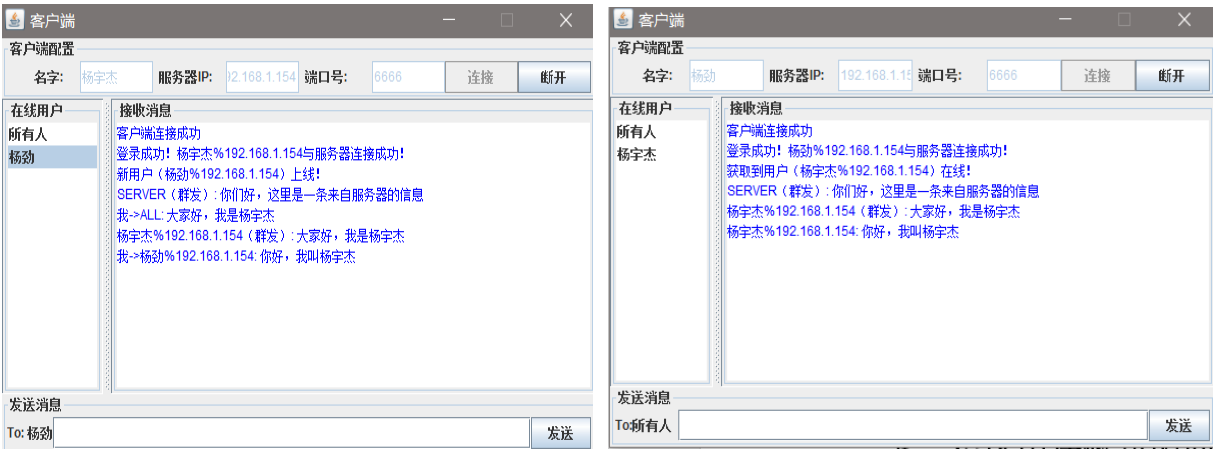 客户端
客户端配置
名字: 杨宇杰 服务器IP: 92.168.1.154 端口号: 6666 连接 断开
在线用户
所有人
杨劲
接收消息
客户端连接成功
登录成功！杨宇杰%192.168.1.154与服务器连接成功！
新用户（杨劲%192.168.1.154）上线！
SERVER（群发）: 你们好，这里是一条来自服务器的信息
我->ALL: 大家好，我是杨宇杰
杨宇杰%192.168.1.154（群发）: 大家好，我是杨宇杰
我->杨劲%192.168.1.154: 你好，我叫杨宇杰
发送消息
To: 杨劲 发送
客户端
客户端配置
名字: 杨劲 服务器IP: 192.168.1.15 端口号: 6666 连接 断开
在线用户
所有人
杨宇杰
接收消息
客户端连接成功
登录成功！杨劲%192.168.1.154与服务器连接成功！
获取到用户（杨宇杰%192.168.1.154）在线！
SERVER（群发）: 你们好，这里是一条来自服务器的信息
杨宇杰%192.168.1.154（群发）: 大家好，我是杨宇杰
杨宇杰%192.168.1.154: 你好，我叫杨宇杰
发送消息
To:所有人 发送